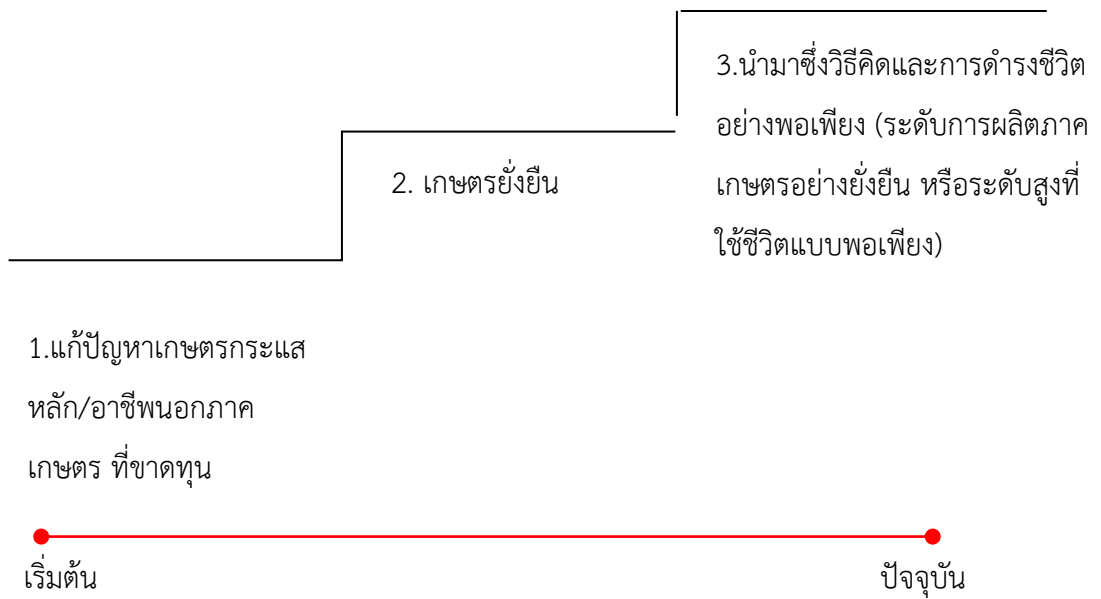 3.นำมาซึ่งวิธีคิดและการดำรงชีวิต
อย่างพอเพียง (ระดับการผลิตภาค
เกษตรอย่างยั่งยืน หรือระดับสูงที่
ใช้ชีวิตแบบพอเพียง)
2. เกษตรยั่งยืน
1.แก้ปัญหาเกษตรกระแส
หลัก/อาชีพนอกภาค
เกษตร ที่ขาดทุน
เริ่มต้น
ปัจจุบัน